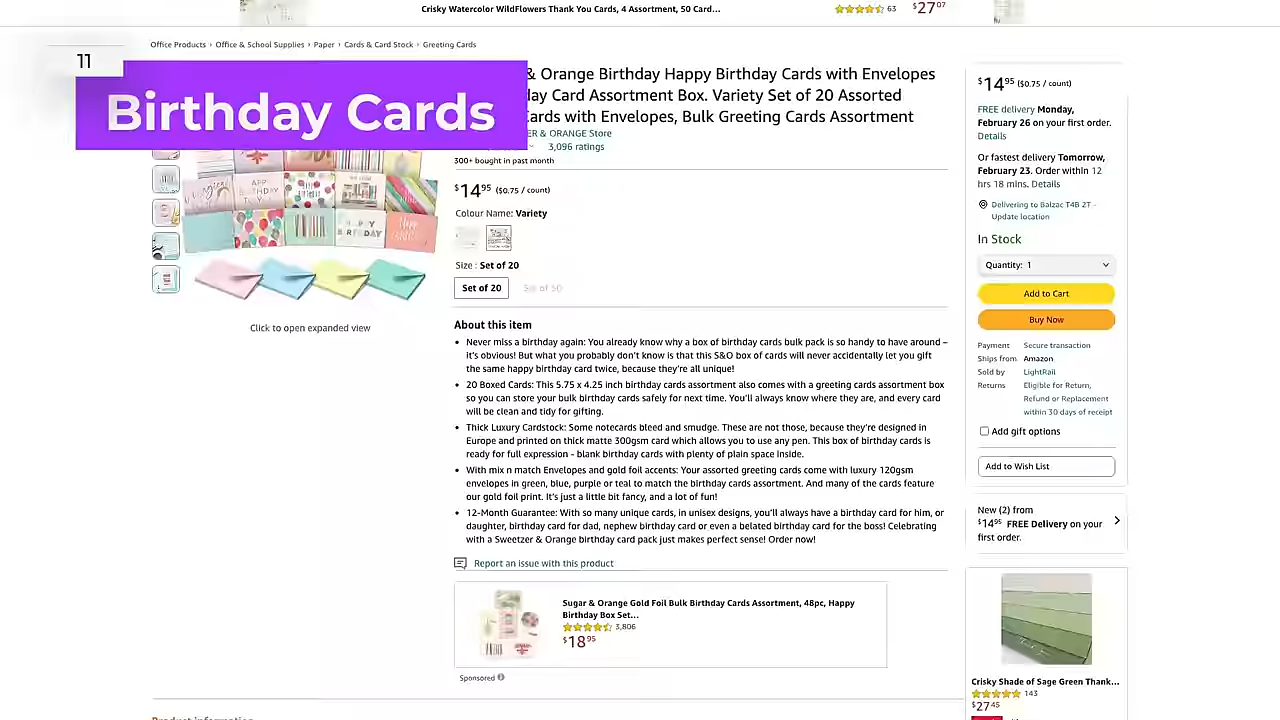 Crisky Watercolor WildFlowers Thank You Cards, 4 Assortment, 50 Card...
63
$27.07
Office Products › Office & School Supplies › Paper › Cards & Card Stock › Greeting Cards
11
Birthday Cards
& Orange Birthday Happy Birthday Cards with Envelopes
ay Card Assortment Box. Variety Set of 20 Assorted
ards with Envelopes, Bulk Greeting Cards Assortment
ER & ORANGE Store
3,096 ratings
300+ bought in past month
$14.95 ($0.75 / count)
Colour Name: Variety
Size : Set of 20
Set of 20
Set of 50
Click to open expanded view
About this item
• Never miss a birthday again: You already know why a box of birthday cards bulk pack is so handy to have around –
it's obvious! But what you probably don't know is that this S&O box of cards will never accidentally let you gift
the same happy birthday card twice, because they're all unique!
• 20 Boxed Cards: This 5.75 x 4.25 inch birthday cards assortment also comes with a greeting cards assortment box
so you can store your bulk birthday cards safely for next time. You'll always know where they are, and every card
will be clean and tidy for gifting.
• Thick Luxury Cardstock: Some notecards bleed and smudge. These are not those, because they're designed in
Europe and printed on thick matte 300gsm card which allows you to use any pen. This box of birthday cards is
ready for full expression - blank birthday cards with plenty of plain space inside.
• With mix n match Envelopes and gold foil accents: Your assorted greeting cards come with luxury 120gsm
envelopes in green, blue, purple or teal to match the birthday cards assortment. And many of the cards feature
our gold foil print. It's just a little bit fancy, and a lot of fun!
• 12-Month Guarantee: With so many unique cards, in unisex designs, you'll always have a birthday card for him, or
daughter, birthday card for dad, nephew birthday card or even a belated birthday card for the boss! Celebrating
with a Sweetzer & Orange birthday card pack just makes perfect sense! Order now!
Report an issue with this product
Sugar & Orange Gold Foil Bulk Birthday Cards Assortment, 48pc, Happy
Birthday Box Set...
3,806
$18.95
Sponsored
$14.95 ($0.75 / count)
FREE delivery Monday,
February 26 on your first order.
Details
Or fastest delivery Tomorrow,
February 23. Order within 12
hrs 18 mins. Details
Delivering to Balzac T4B 2T -
Update location
In Stock
Quantity: 1
Add to Cart
Buy Now
Payment Secure transaction
Ships from Amazon
Sold by LightRail
Returns Eligible for Return,
Refund or Replacement
within 30 days of receipt
Add gift options
Add to Wish List
New (2) from
$14.95 FREE Delivery on your
first order.
Crisky Shade of Sage Green Thank...
143
$27.45
Product information